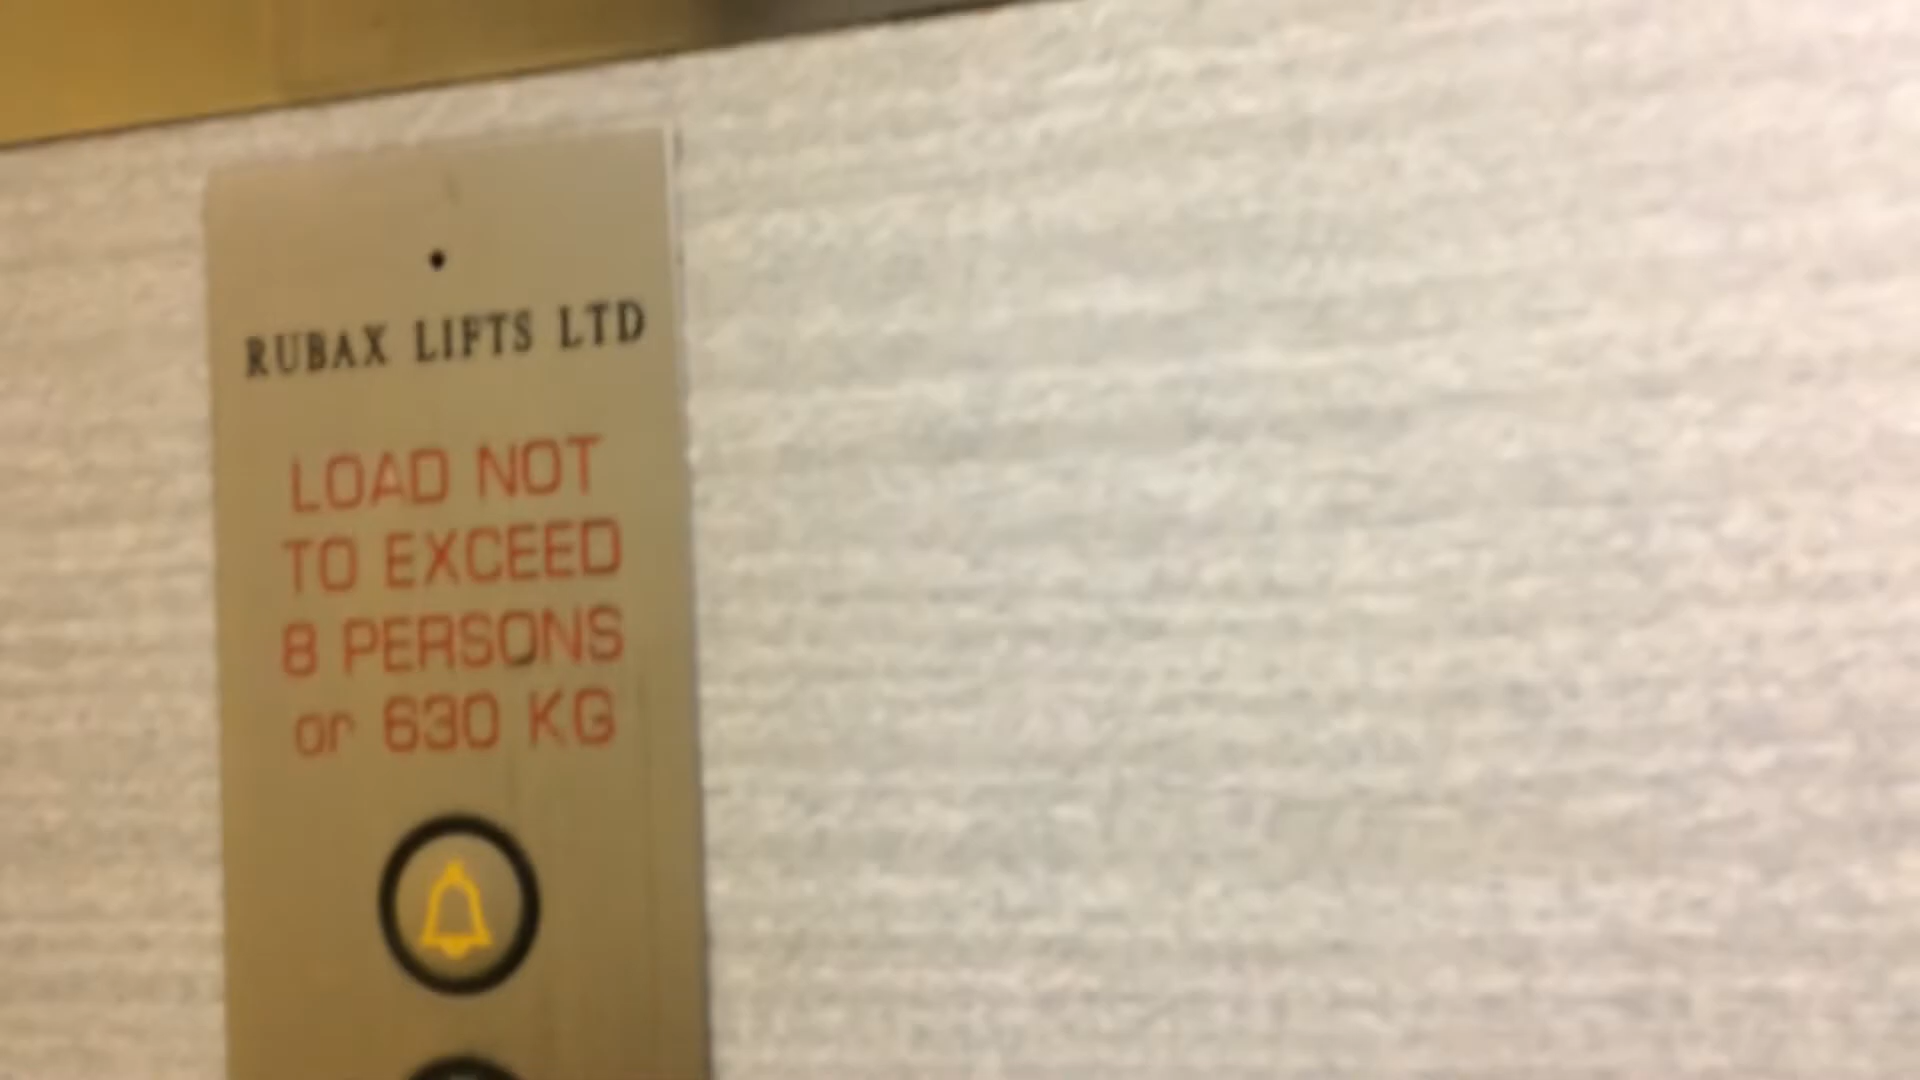 RUBAX LIFTS LTD
LOAD NOT
TO EXCEED
8 PERSONS
or 630 KG